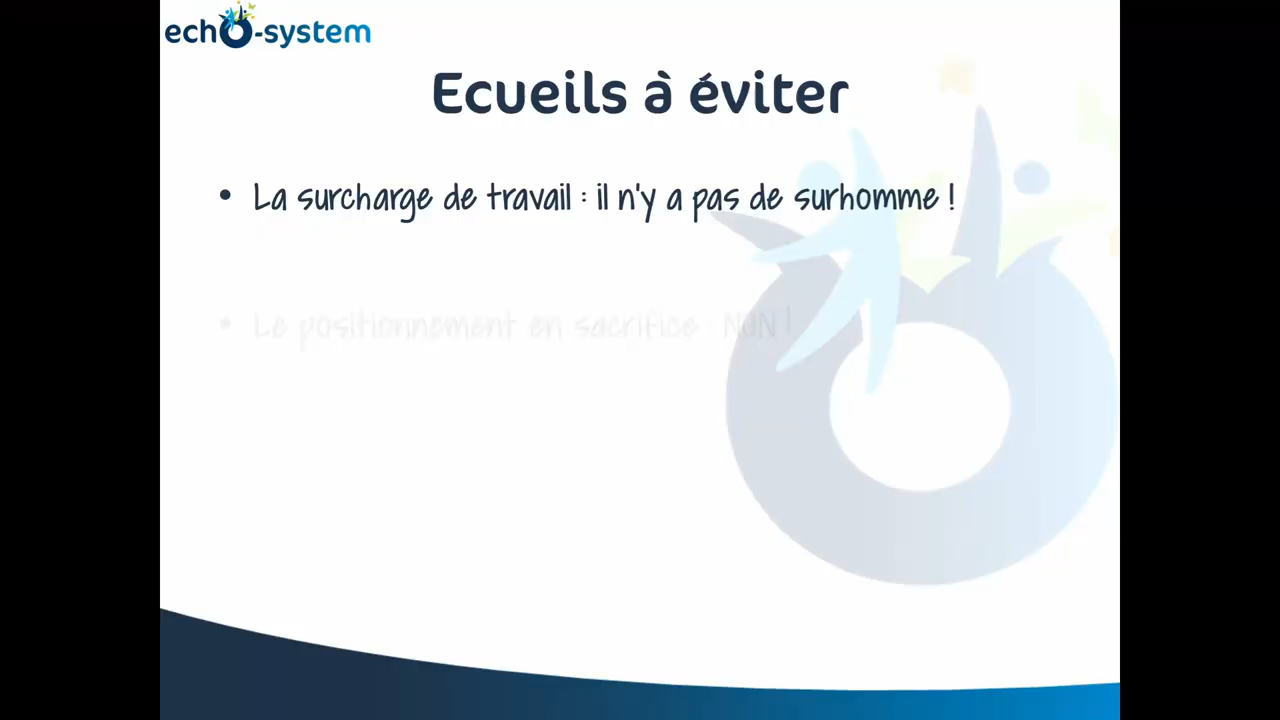 echO-system
Ecueils à éviter
• La surcharge de travail : il n'y a pas de surhomme !
• Le positionnement en sacrifice : NON !